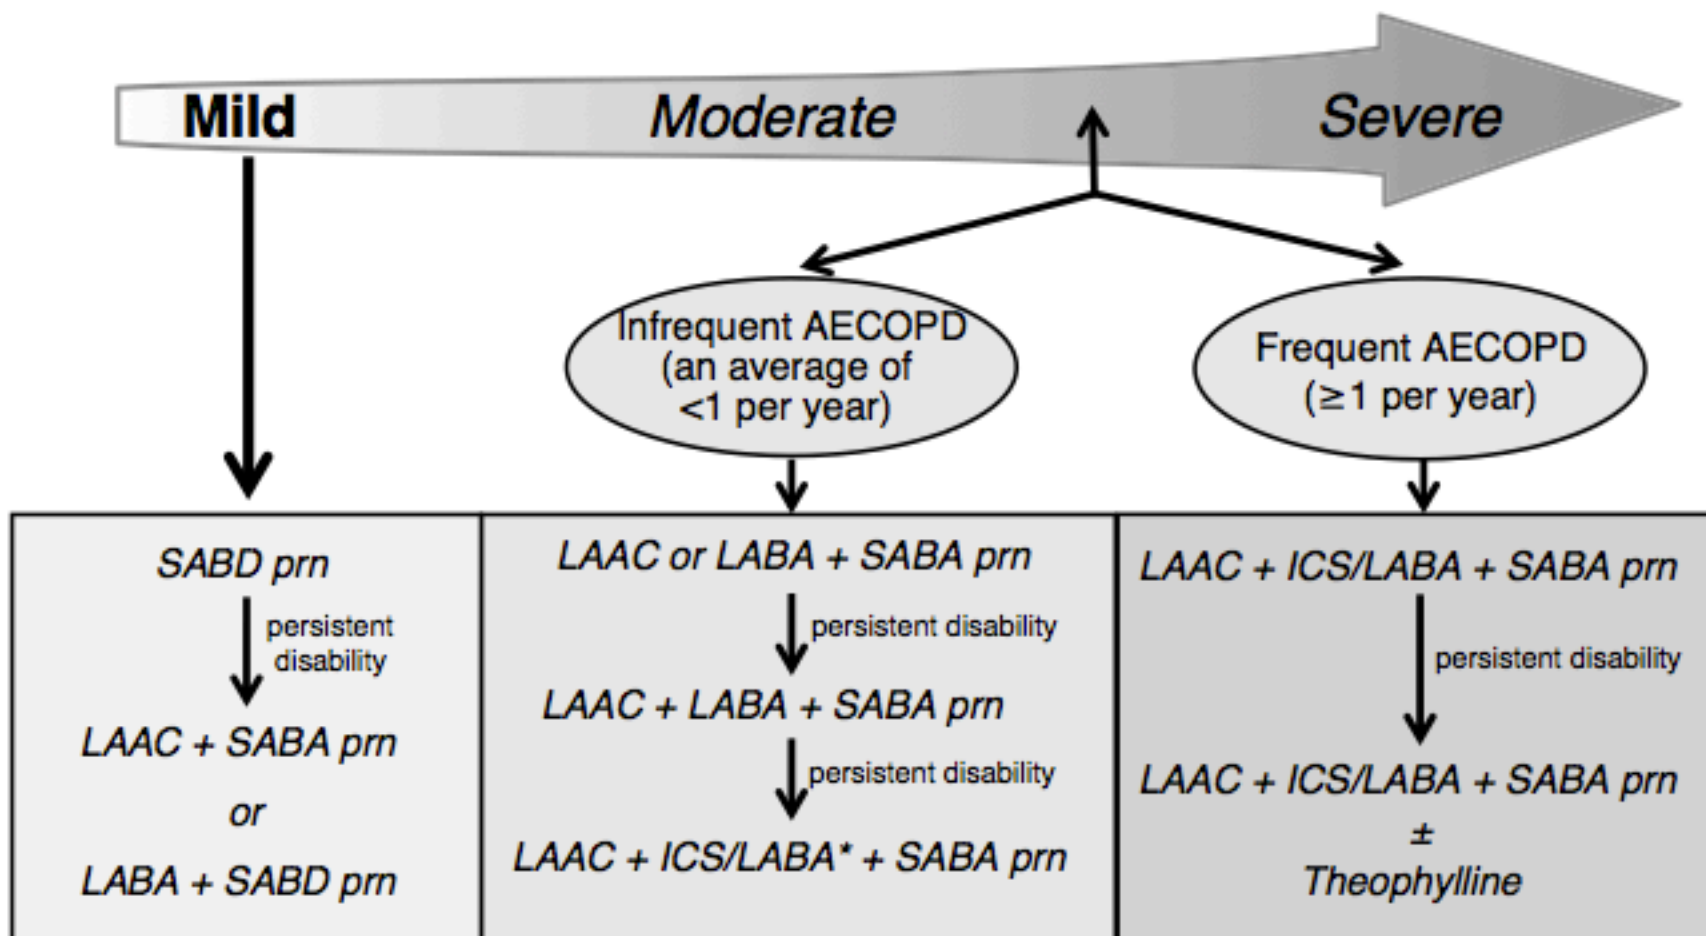 Mild
Moderate
Severe
Infrequent AECOPD
(an average of
<1 per year)
Frequent AECOPD
(≥1 per year)
SABD prn
persistent
disability
LAAC + SABA prn
or
LABA + SABD prn
LAAC or LABA + SABA prn
persistent disability
LAAC + LABA + SABA prn
persistent disability
LAAC + ICS/LABA* + SABA prn
LAAC + ICS/LABA + SABA prn
persistent disability
LAAC + ICS/LABA + SABA prn
±
Theophylline